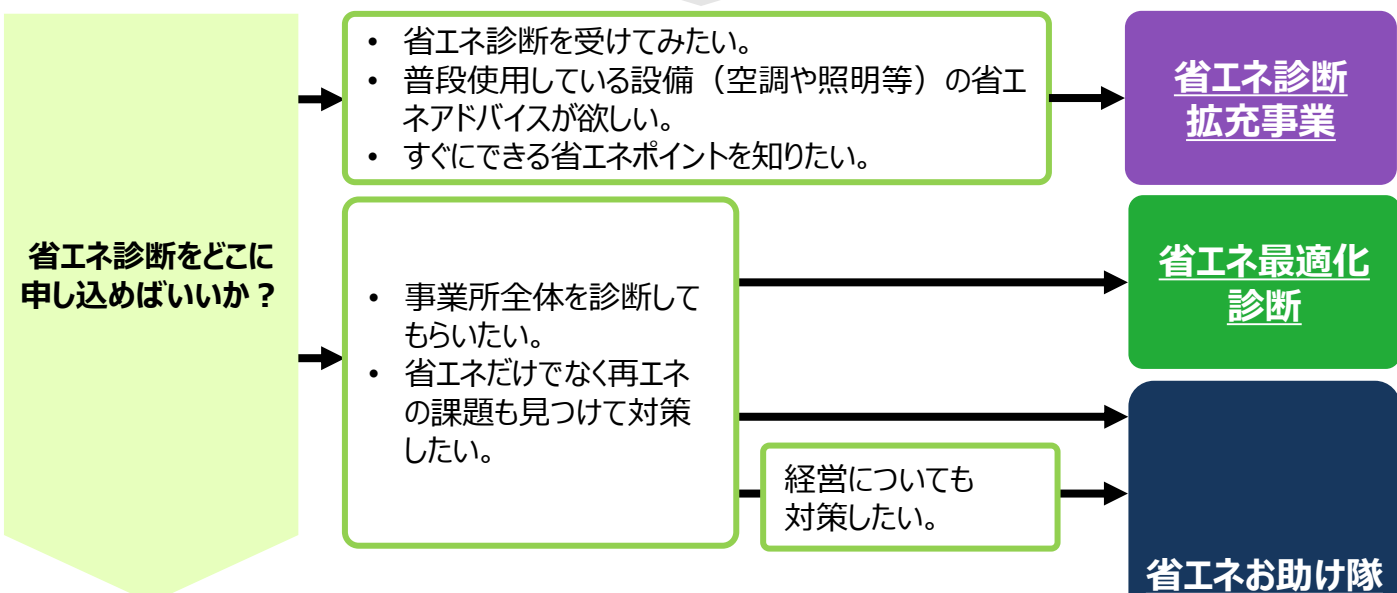 省エネ診断をどこに
申し込めばいいか？
• 省エネ診断を受けてみたい。
• 普段使用している設備（空調や照明等）の省エ
ネアドバイスが欲しい。
• すぐにできる省エネポイントを知りたい。
省エネ診断
拡充事業
• 事業所全体を診断して
もらいたい。
• 省エネだけでなく再エネ
の課題も見つけて対策
したい。
省エネ最適化
診断
経営についても
対策したい。
省エネお助け隊